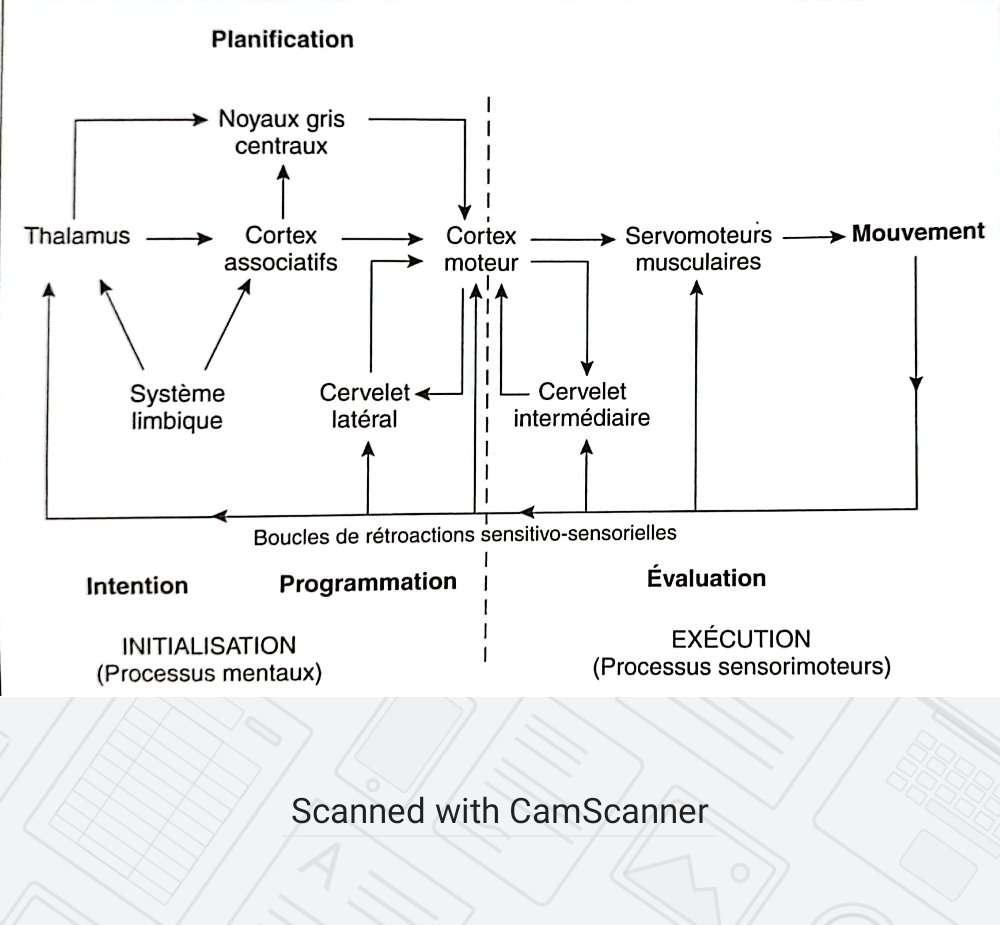 Planification
Noyaux gris
centraux
Thalamus
Cortex
associatifs
Cortex
moteur
Servomoteurs
musculaires
Mouvement
Système
limbique
Cervelet
latéral
Cervelet
intermédiaire
Boucles de rétroactions sensitivo-sensorielles
Intention
Programmation
Évaluation
INITIALISATION
(Processus mentaux)
EXÉCUTION
(Processus sensorimoteurs)
Scanned with CamScanner